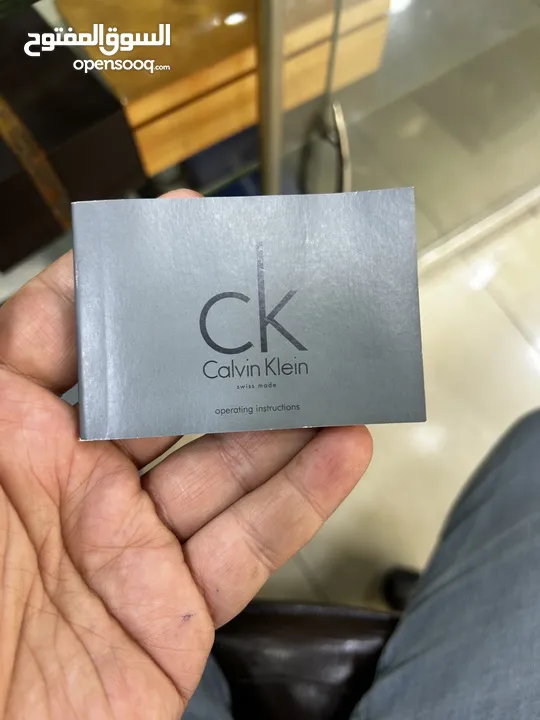 السوق المفتوح
opensooq.com
ck
Calvin Klein
swiss made
operating instructions